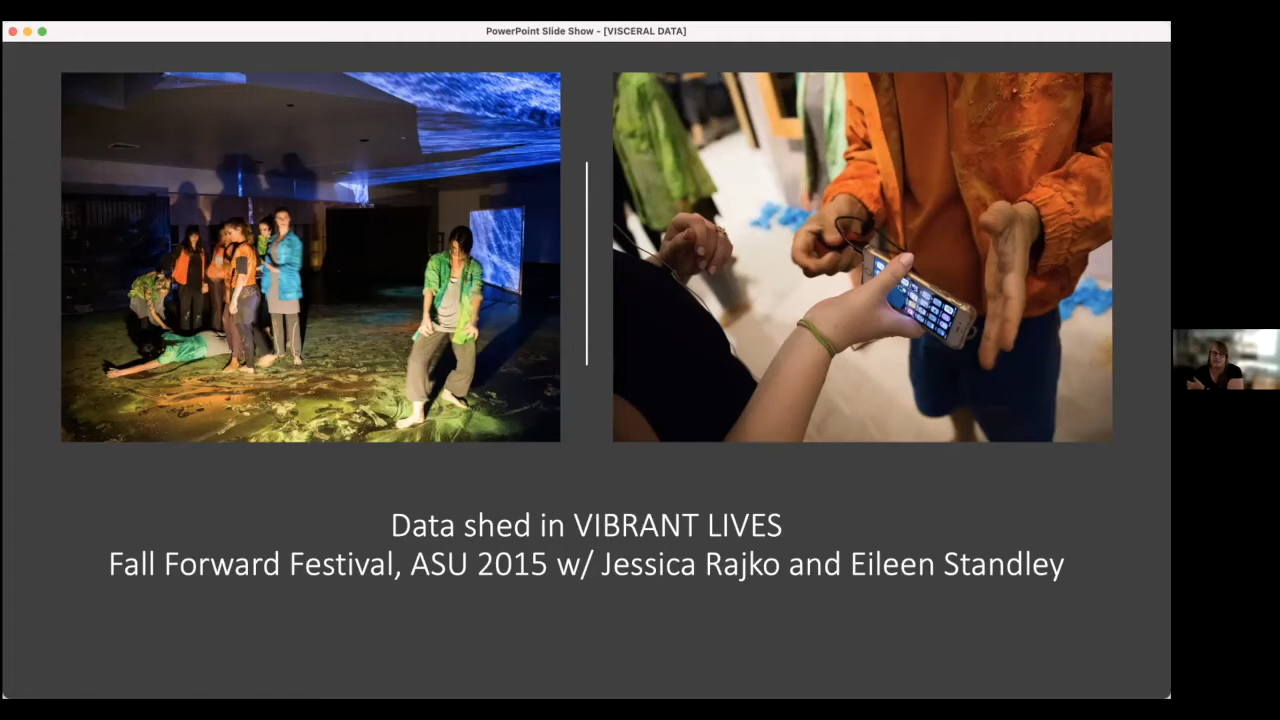 PowerPoint Slide Show - [VISCERAL DATA]
Data shed in VIBRANT LIVES
Fall Forward Festival, ASU 2015 w/ Jessica Rajko and Eileen Standley